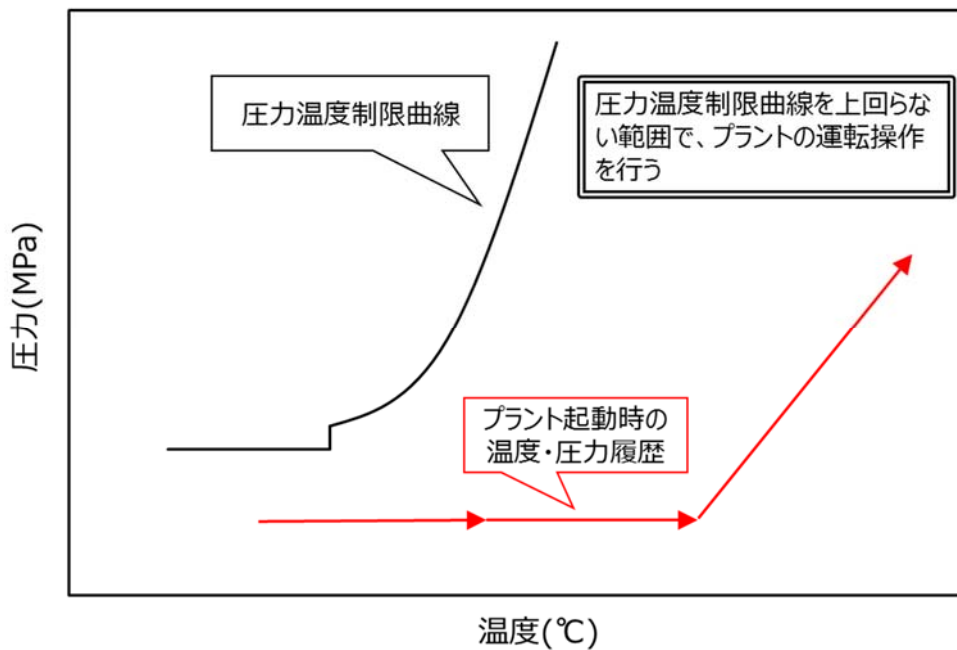 圧力温度制限曲線
圧力温度制限曲線を上回らな
い範囲で、プラントの運転操作
を行う
圧力(MPa)
プラント起動時の
温度・圧力履歴
温度(℃)